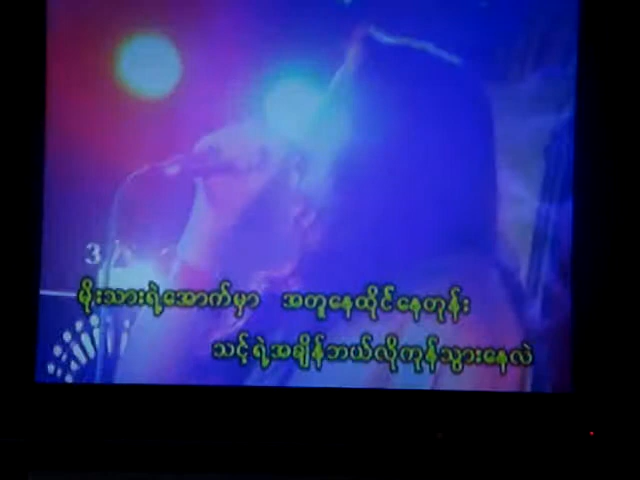 မိုးသားရဲ့အောက်မှာ အတူနေထိုင်နေတုန်း
သင့်ရဲ့အချိန်ဘယ်လိုကုန်သွားနေလဲ